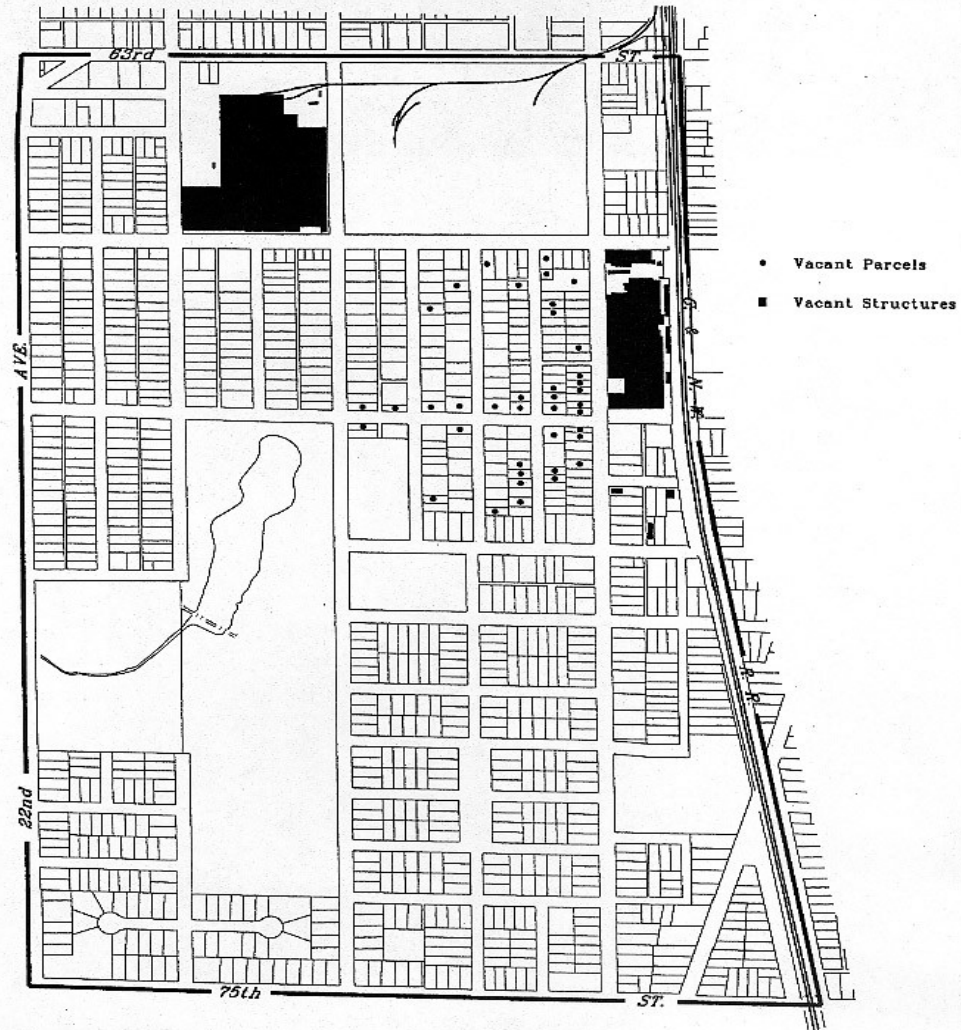 63rd ST.
Vacant Parcels
Vacant Structures
AVE.
22nd
C. & N. W.
R. R.
75th ST.